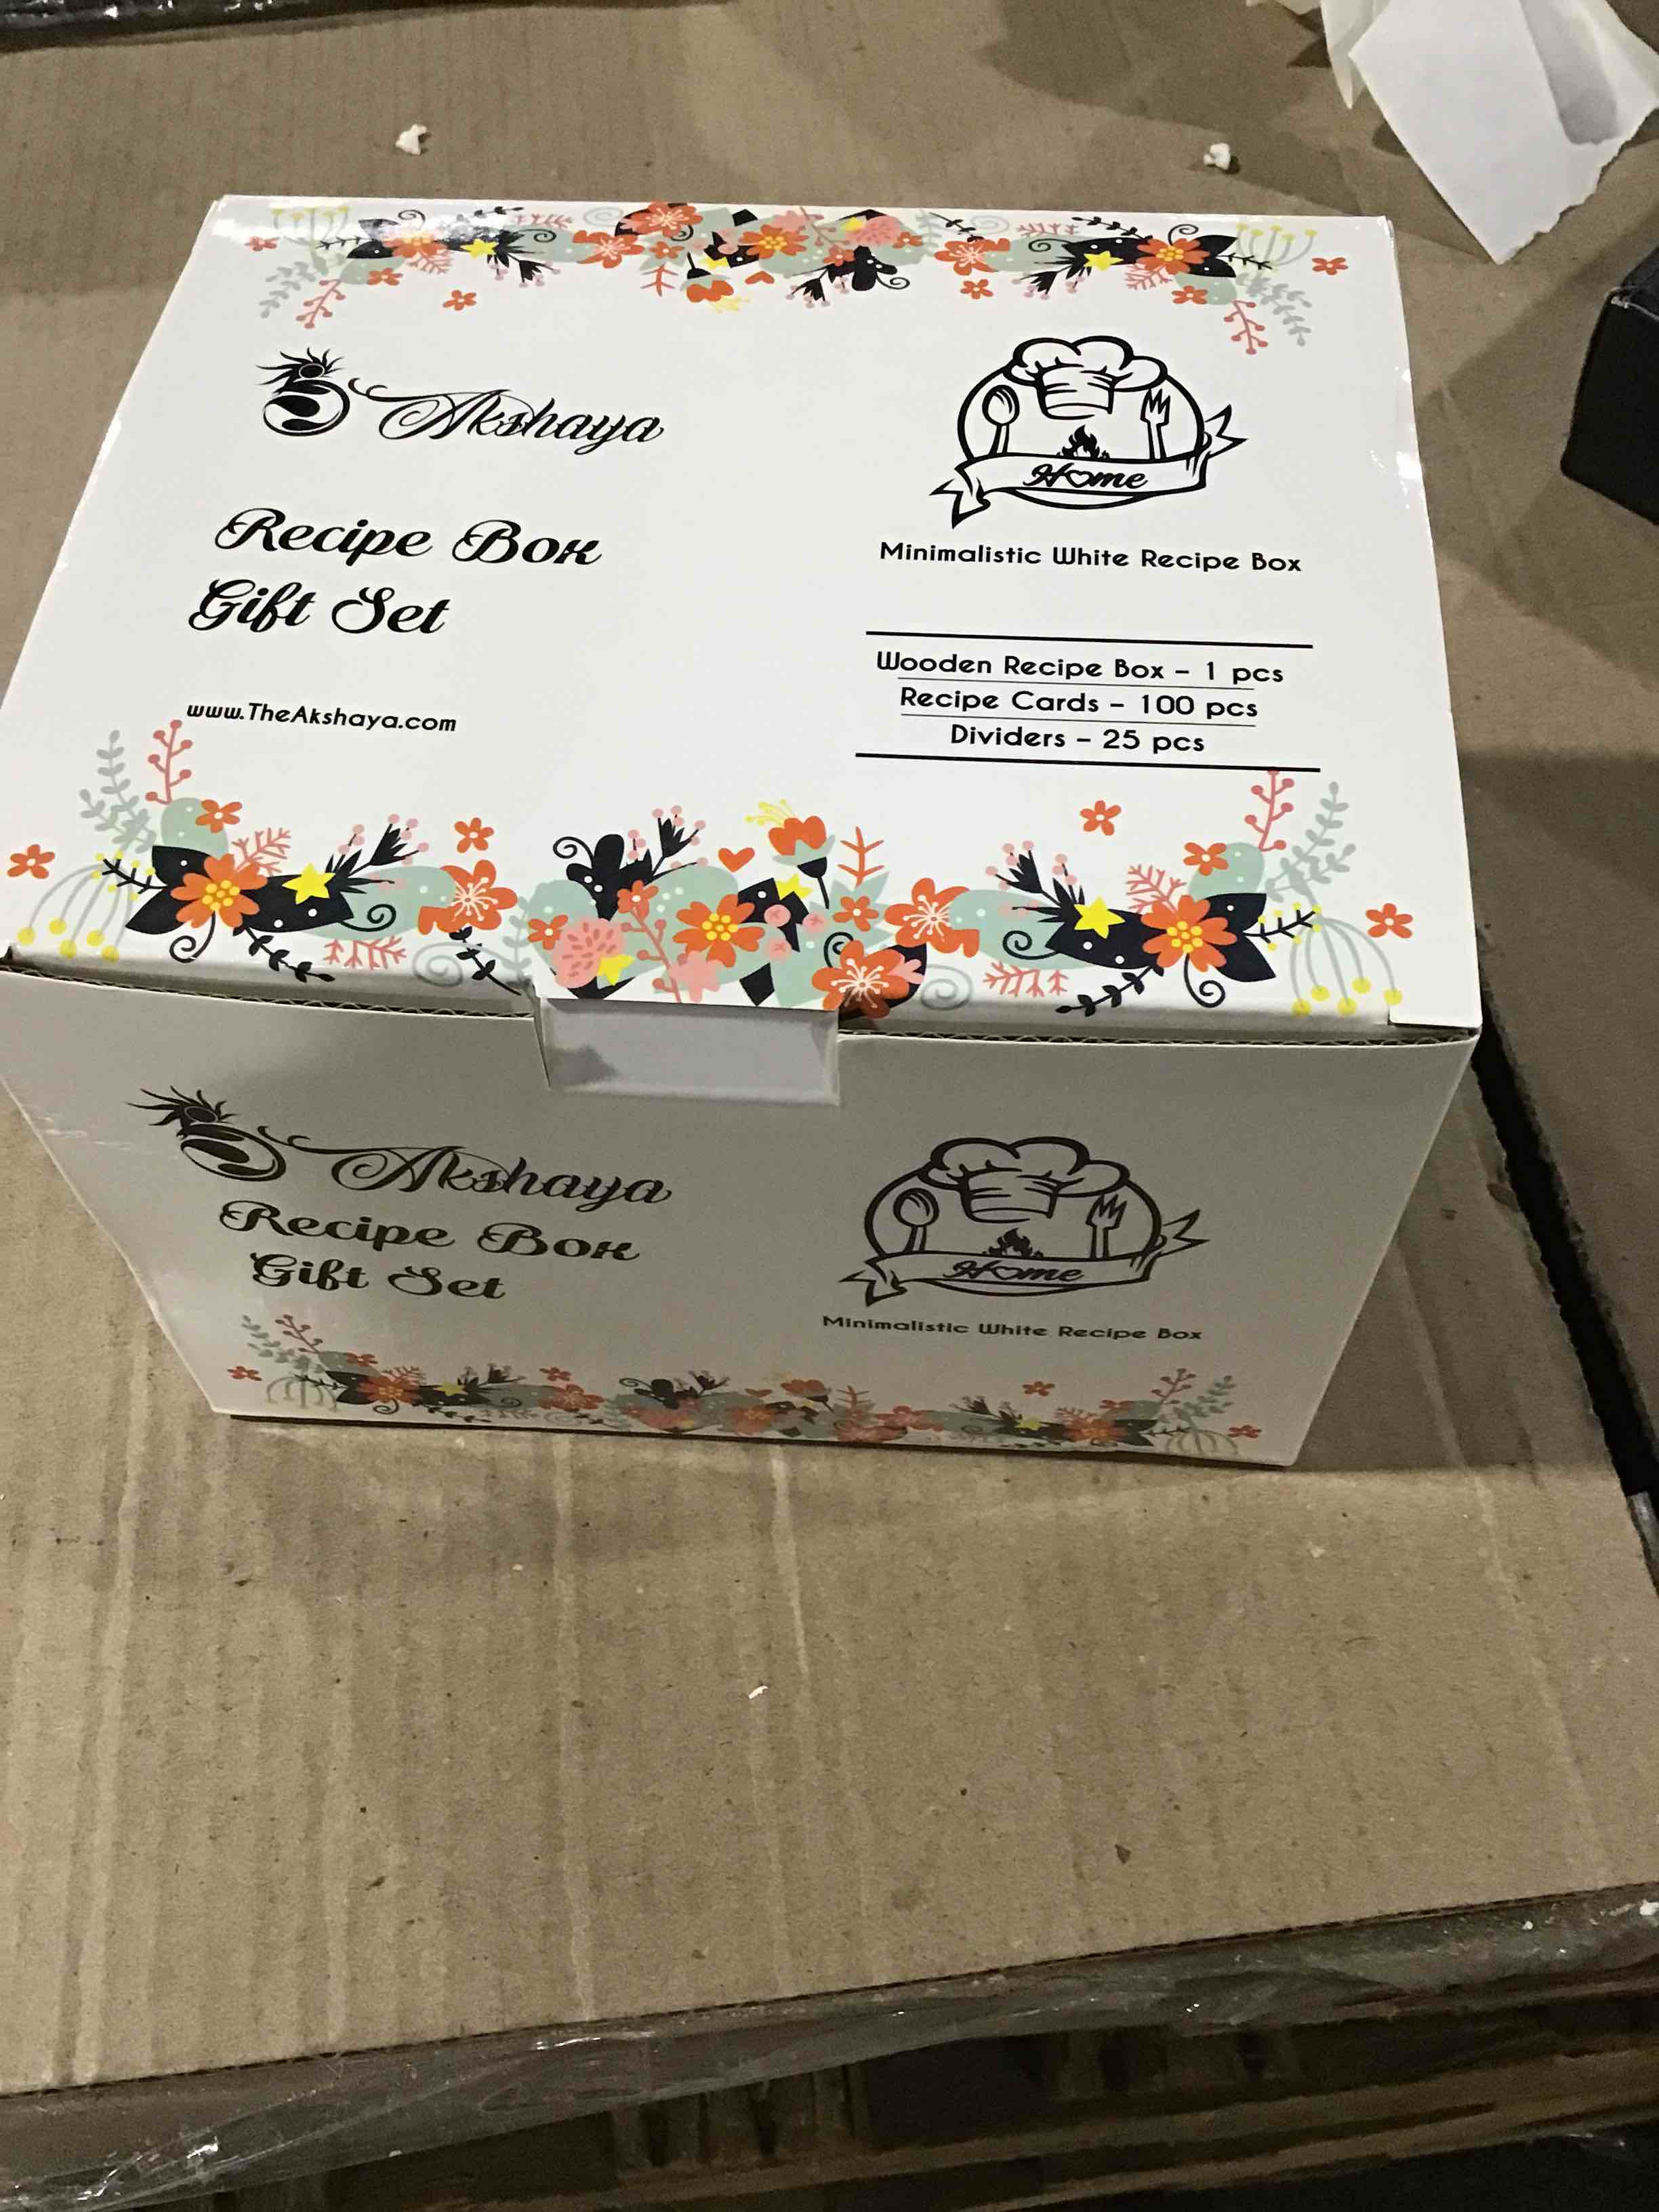 Akshaya
Recipe Box
Gift Set
www.TheAkshaya.com
Home
Minimalistic White Recipe Box
Wooden Recipe Box – 1 pcs
Recipe Cards – 100 pcs
Dividers – 25 pcs
Akshaya
Recipe Box
Gift Set
Home
Minimalistic White Recipe Box